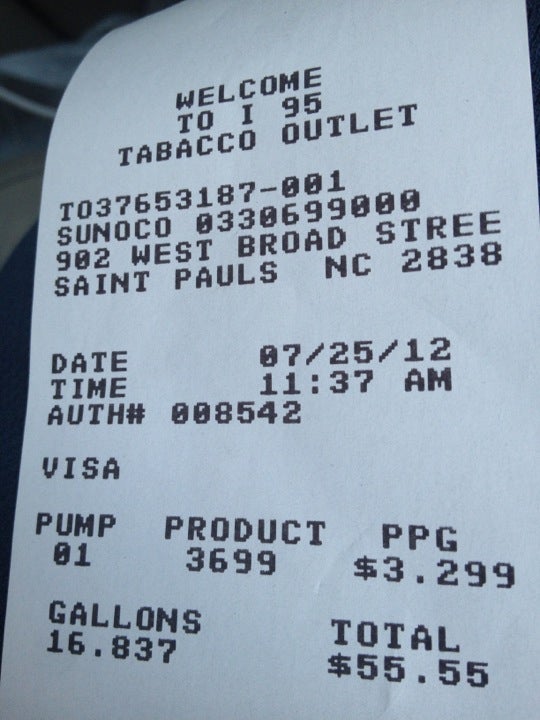 WELCOME
TO I 95
TABACCO OUTLET
TO37653187-001
SUNOCO 0330699000
902 WEST BROAD STREE
SAINT PAULS NC 2838
DATE 07/25/12
TIME 11:37 AM
AUTH# 008542
VISA
PUMP PRODUCT PPG
01 3699 $3.299
GALLONS TOTAL
16.837 $55.55